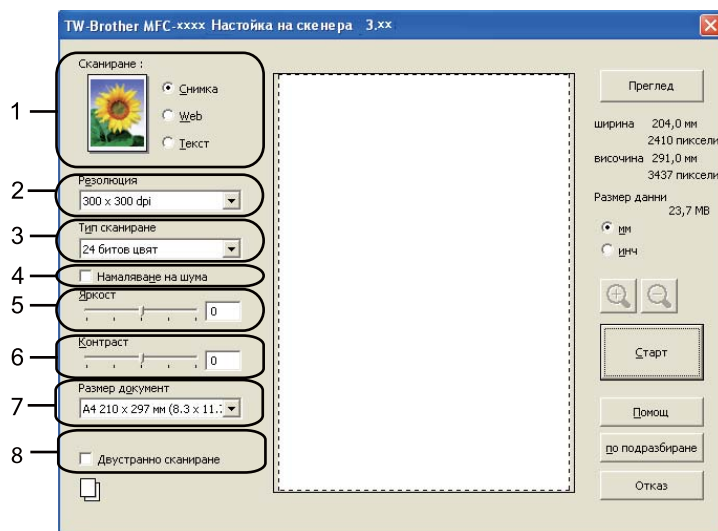 TW-Brother MFC-xxxx Настойка на скенера 3.xx
Сканиране :
1
Снимка
Web
Текст
2
Резолюция
300 x 300 dpi
3
Тип сканиране
24 битов цвят
4
Намаляване на шума
5
Яркост
0
6
Контраст
0
7
Размер документ
A4 210 x 297 мм (8.3 x 11.7
8
Двустранно сканиране
Преглед
ширина 204,0 мм
2410 пиксели
височина 291,0 мм
3437 пиксели
Размер данни
23,7 MB
мм
инч
Старт
Помощ
по подразбиране
Отказ